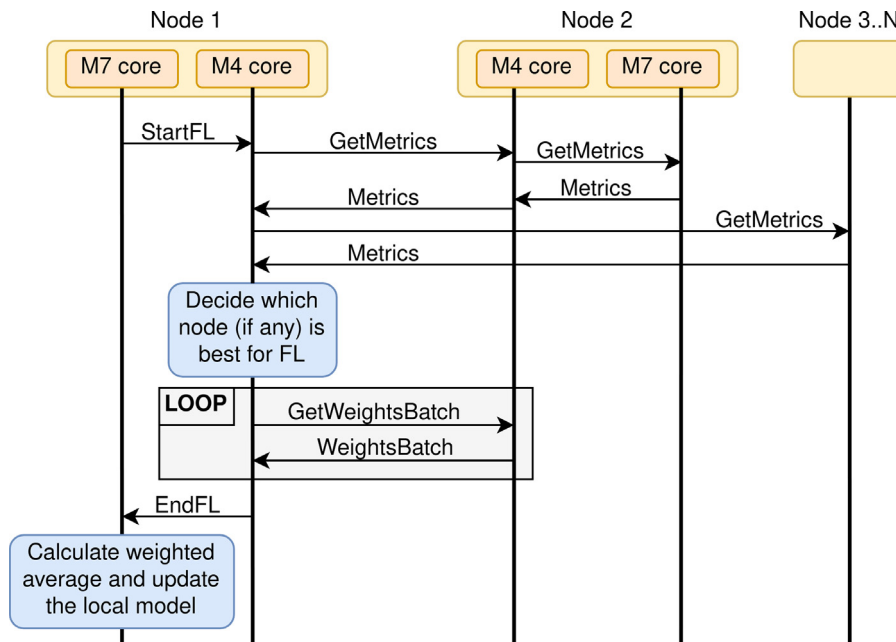 Node 1
Node 2
Node 3..N
M7 core
M4 core
M4 core
M7 core
StartFL
GetMetrics
GetMetrics
Metrics
Metrics
GetMetrics
Metrics
Decide which
node (if any) is
best for FL
LOOP
GetWeightsBatch
WeightsBatch
EndFL
Calculate weighted
average and update
the local model